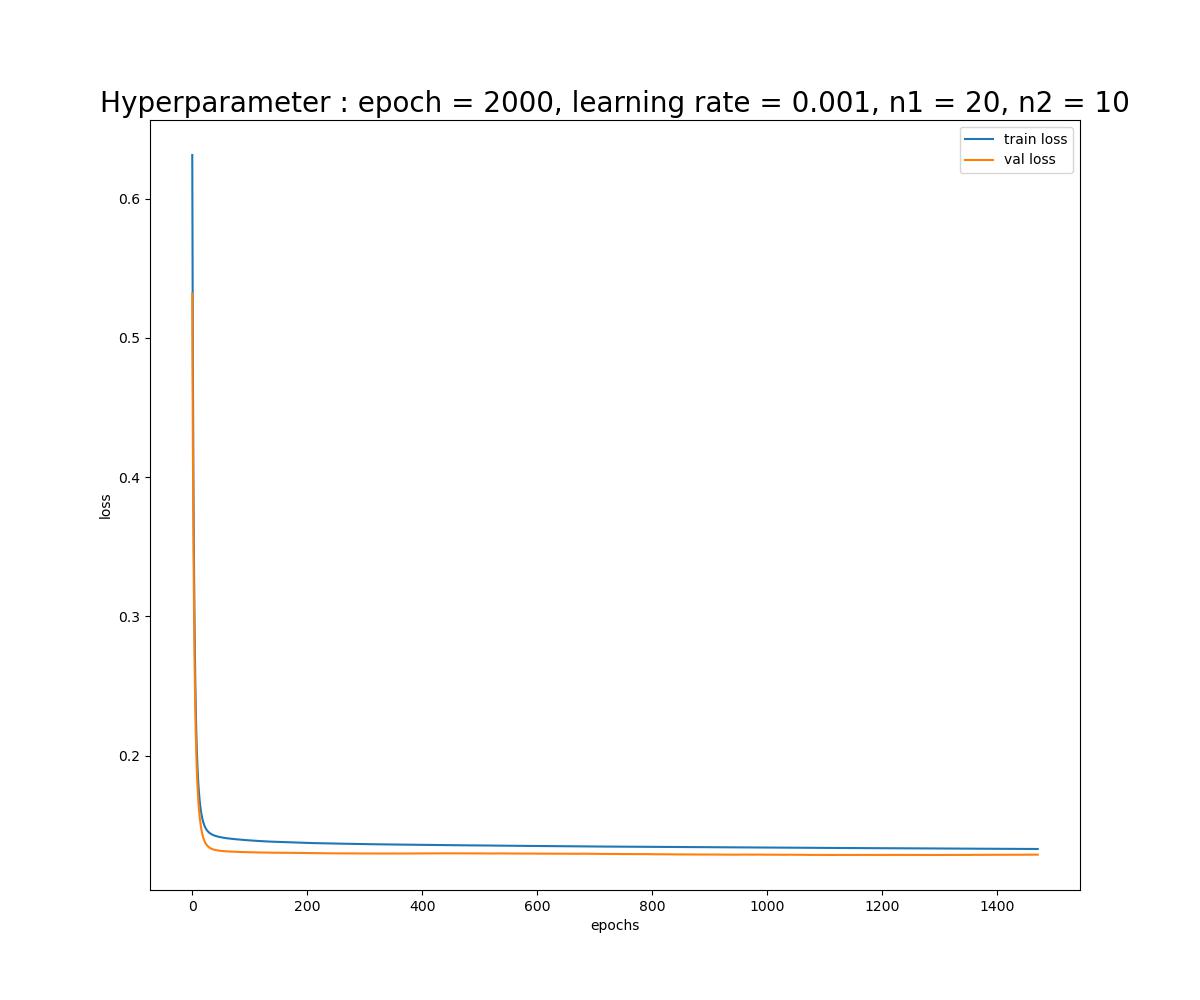 Hyperparameter : epoch = 2000, learning rate = 0.001, n1 = 20, n2 = 10
train loss
val loss
0.6
0.5
0.4
0.3
0.2
loss
0 200 400 600 800 1000 1200 1400
epochs